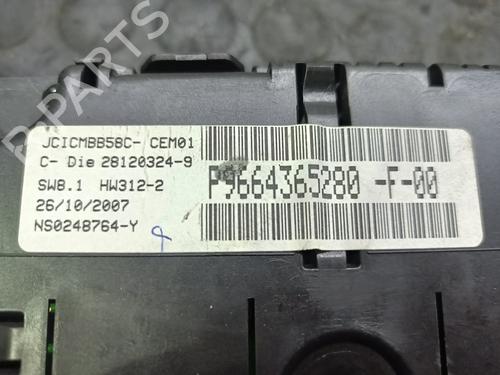 JCICMBB58C- CEM01
C- Die 28120324-9
SW8.1 HW312-2
26/10/2007
NS0248764-Y
P9664365280 -F-00
B-PARTS